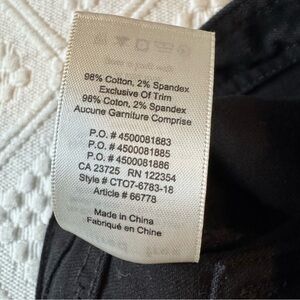 98% Cotton, 2% Spandex
Exclusive Of Trim
98% Coton, 2% Spandex
Aucune Garniture Comprise
P.O. # 4500081883
P.O. # 4500081885
P.O. # 4500081886
CA 23725 RN 122354
Style # CTO7-6783-18
Article # 66778
Made in China
Fabriqué en Chine